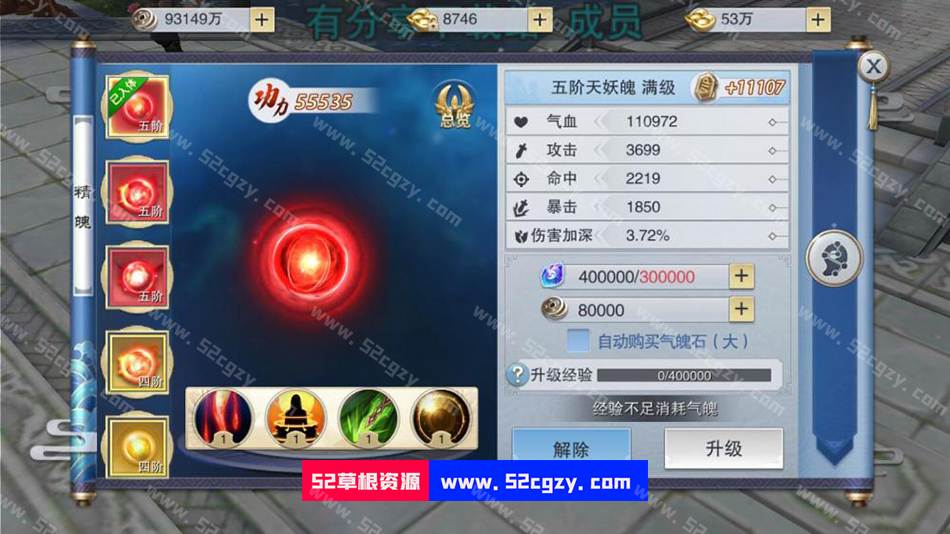 93149万
8746
53万
功力 55535
总览
精魄
已入体
五阶
五阶
五阶
四阶
四阶
1
1
1
1
五阶天妖魄 满级 +11107
气血 110972
攻击 3699
命中 2219
暴击 1850
伤害加深 3.72%
400000/300000
80000
自动购买气魄石（大）
? 升级经验 0/400000
经验不足消耗气魄
解除
升级
X
52草根资源 www.52cgzy.com
www.52cgzy.com